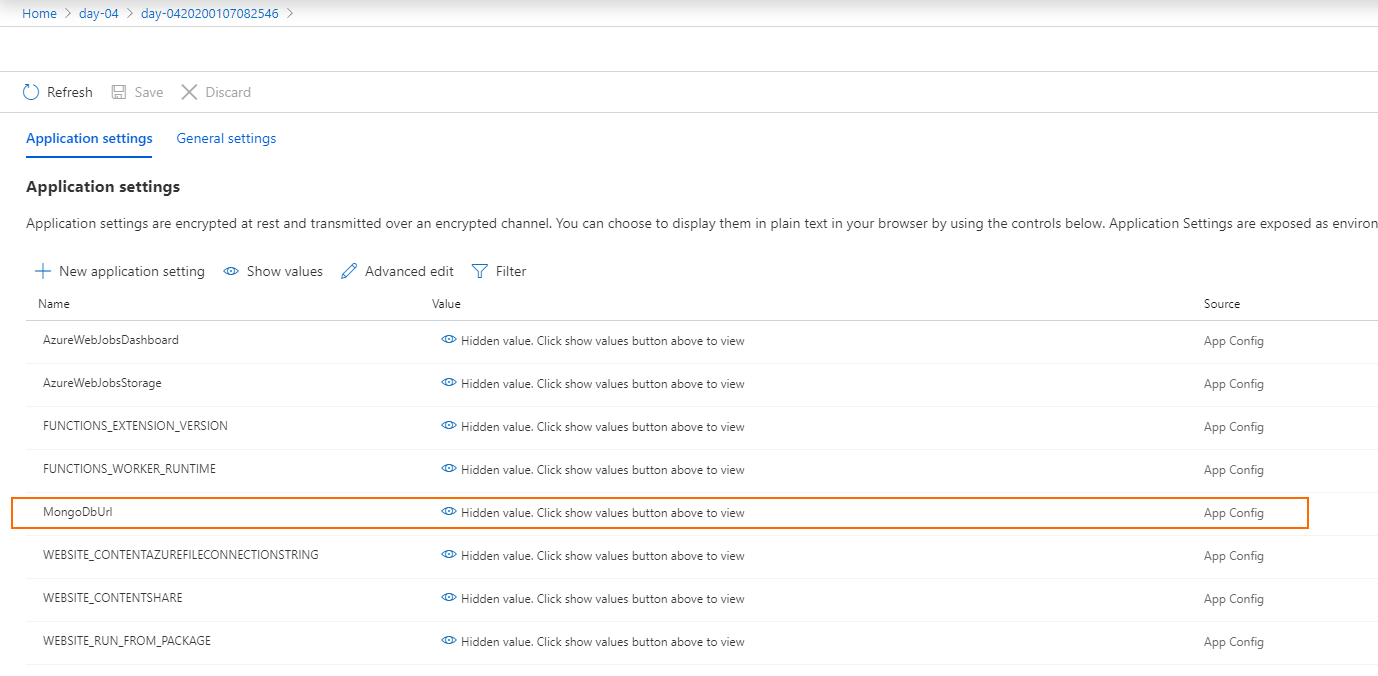 Home > day-04 > day-0420200107082546 >
Refresh Save Discard
Application settings General settings
Application settings
Application settings are encrypted at rest and transmitted over an encrypted channel. You can choose to display them in plain text in your browser by using the controls below. Application Settings are exposed as environ
New application setting Show values Advanced edit Filter
Name Value Source
AzureWebJobsDashboard Hidden value. Click show values button above to view App Config
AzureWebJobsStorage Hidden value. Click show values button above to view App Config
FUNCTIONS_EXTENSION_VERSION Hidden value. Click show values button above to view App Config
FUNCTIONS_WORKER_RUNTIME Hidden value. Click show values button above to view App Config
MongoDbUrl Hidden value. Click show values button above to view App Config
WEBSITE_CONTENTAZUREFILECONNECTIONSTRING Hidden value. Click show values button above to view App Config
WEBSITE_CONTENTSHARE Hidden value. Click show values button above to view App Config
WEBSITE_RUN_FROM_PACKAGE Hidden value. Click show values button above to view App Config